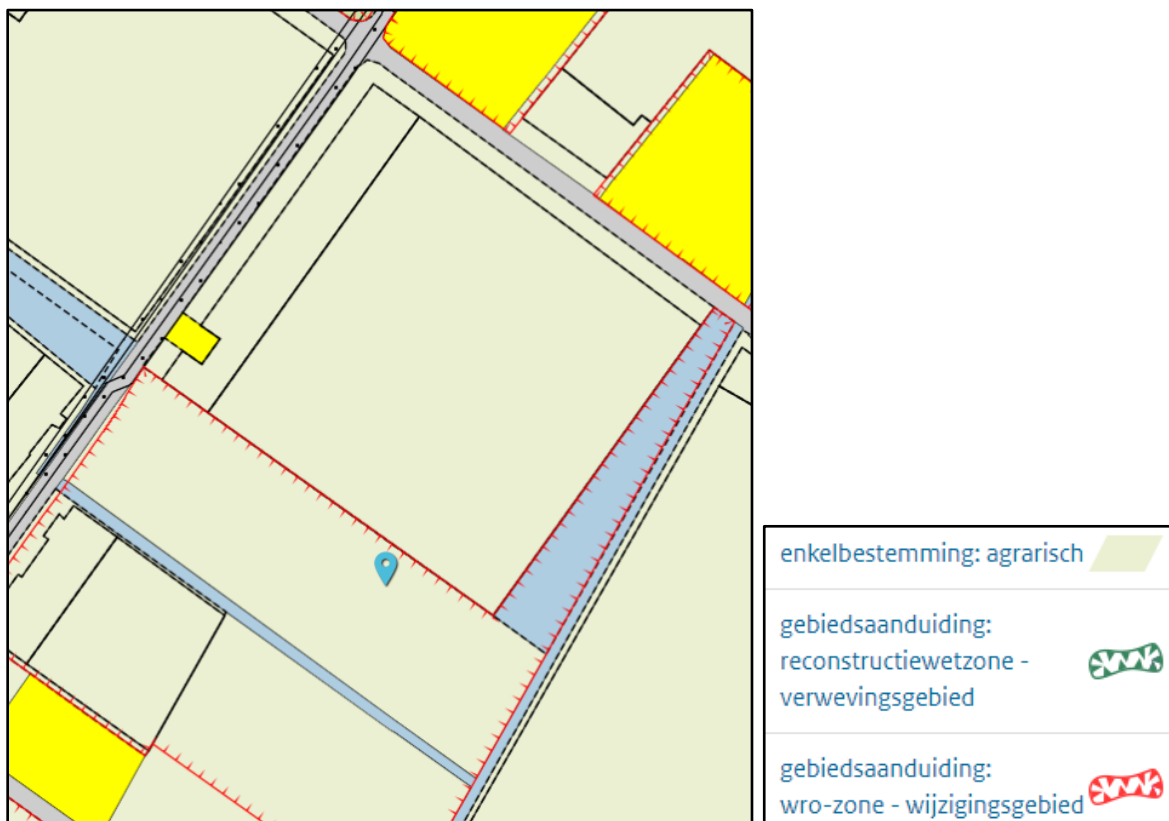 enkelbestemming: agrarisch
gebiedsaanduiding:
reconstructiewetzone -
verwevingsgebied
gebiedsaanduiding:
wro-zone - wijzigingsgebied